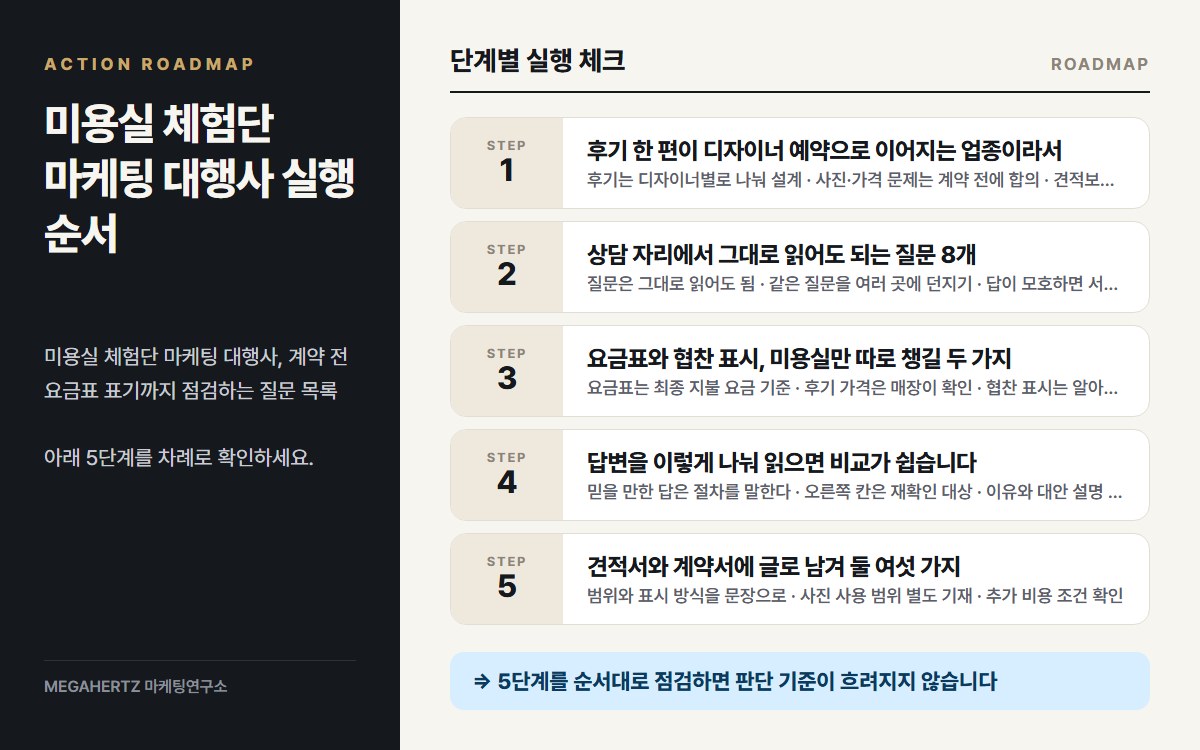 ACTION ROADMAP
미용실 체험단
마케팅 대행사 실행
순서
미용실 체험단 마케팅 대행사, 계약 전
요금표 표기까지 점검하는 질문 목록
아래 5단계를 차례로 확인하세요.
MEGAHERTZ 마케팅연구소
단계별 실행 체크
ROADMAP
STEP
1
후기 한 편이 디자이너 예약으로 이어지는 업종이라서
후기는 디자이너별로 나눠 설계 · 사진·가격 문제는 계약 전에 합의 · 견적보...
STEP
2
상담 자리에서 그대로 읽어도 되는 질문 8개
질문은 그대로 읽어도 됨 · 같은 질문을 여러 곳에 던지기 · 답이 모호하면 서...
STEP
3
요금표와 협찬 표시, 미용실만 따로 챙길 두 가지
요금표는 최종 지불 요금 기준 · 후기 가격은 매장이 확인 · 협찬 표시는 알아...
STEP
4
답변을 이렇게 나눠 읽으면 비교가 쉽습니다
믿을 만한 답은 절차를 말한다 · 오른쪽 칸은 재확인 대상 · 이유와 대안 설명 ...
STEP
5
견적서와 계약서에 글로 남겨 둘 여섯 가지
범위와 표시 방식을 문장으로 · 사진 사용 범위 별도 기재 · 추가 비용 조건 확인
⇒ 5단계를 순서대로 점검하면 판단 기준이 흐려지지 않습니다